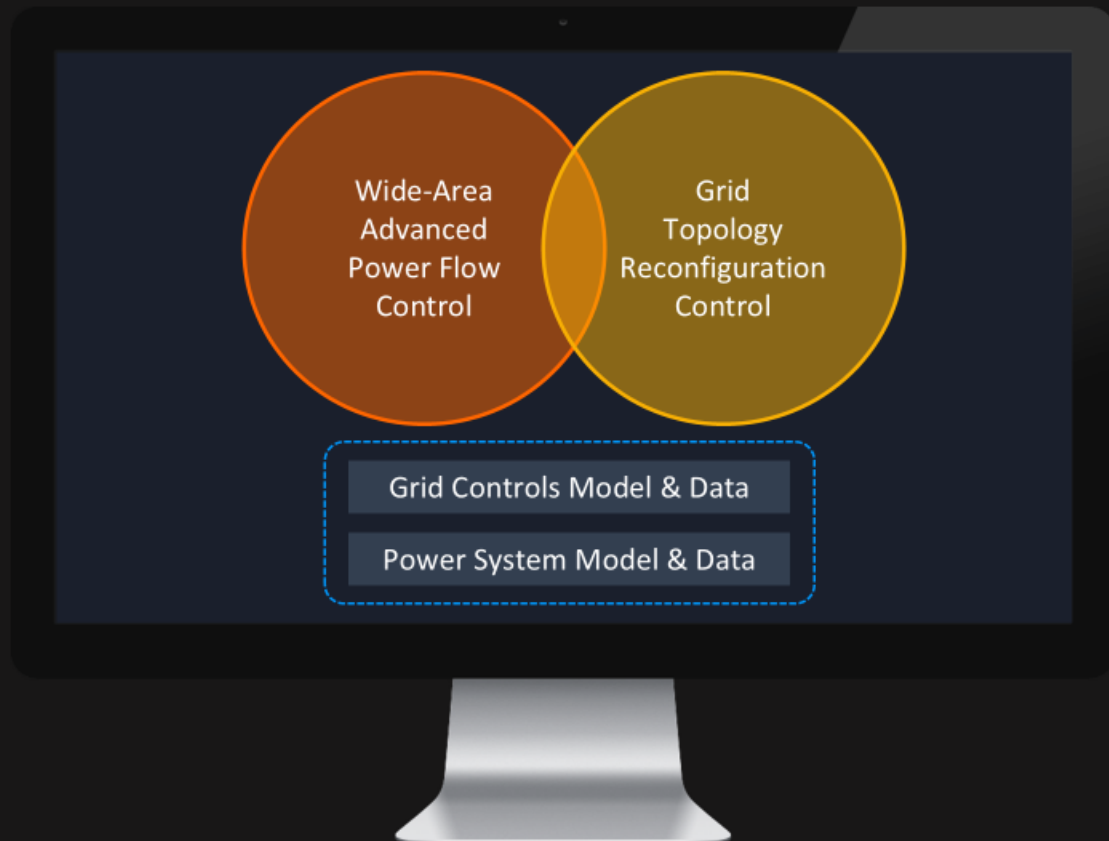 Wide-Area
Advanced
Power Flow
Control
Grid
Topology
Reconfiguration
Control
Grid Controls Model & Data
Power System Model & Data